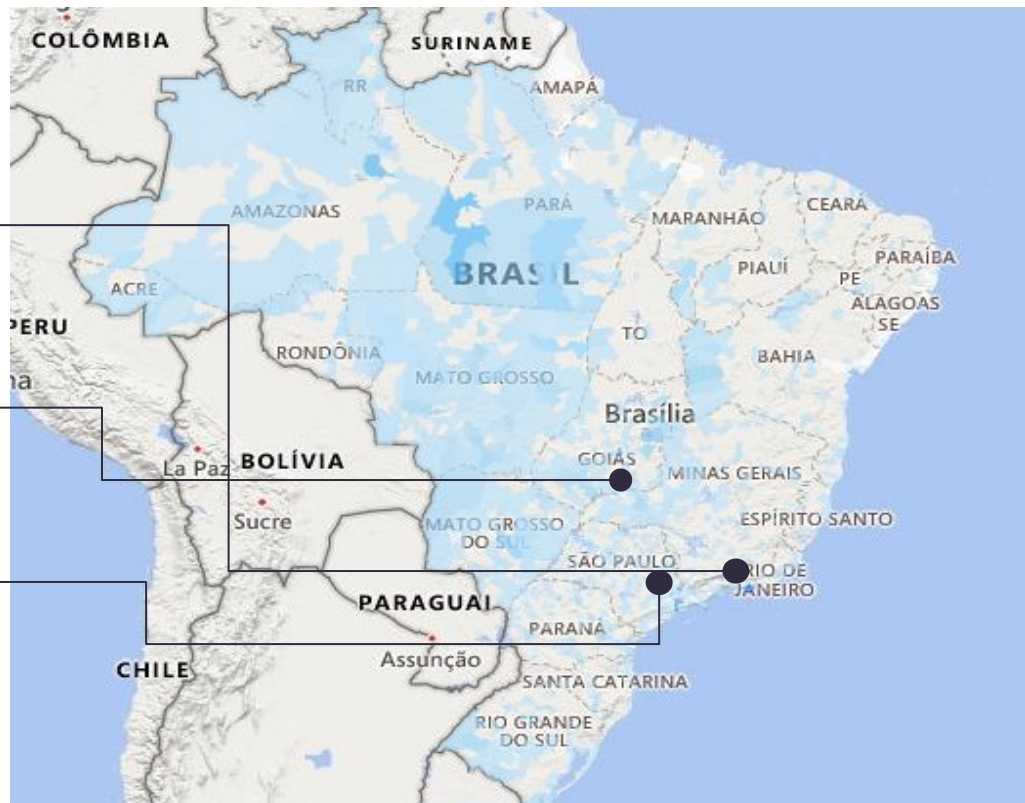 COLÔMBIA
SURINAME
RR
AMAPÁ
AMAZONAS
PARÁ
MARANHÃO
CEARÁ
PARAÍBA
PIAUÍ
PE
BRASIL
ACRE
ALAGOAS
SE
PERU
TO
RONDÔNIA
BAHIA
MATO GROSSO
na
Brasília
GOIÁS
La Paz
BOLÍVIA
MINAS GERAIS
Sucre
MATO GROSSO
DO SUL
ESPÍRITO SANTO
SÃO PAULO
RIO DE
JANEIRO
PARAGUAI
PARANÁ
Assunção
CHILE
SANTA CATARINA
RIO GRANDE
DO SUL